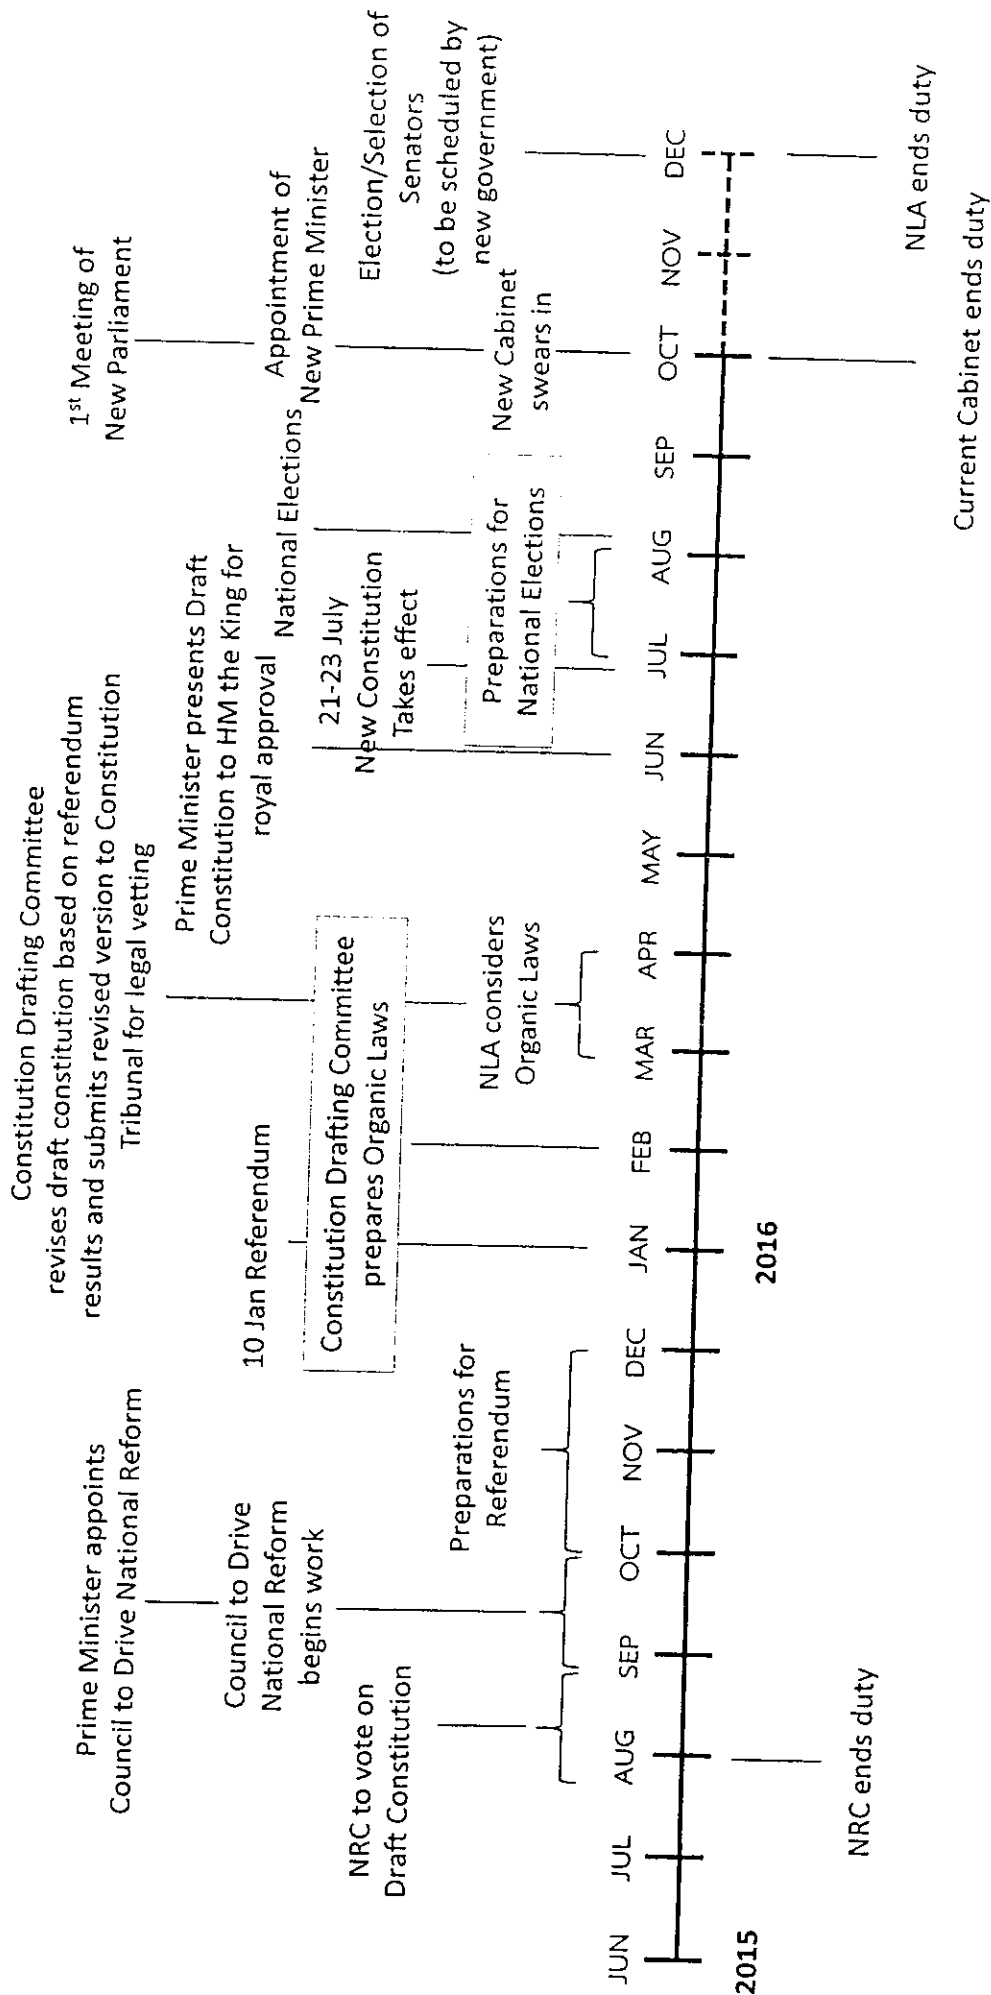 Prime Minister appoints
Council to Drive National Reform
Council to Drive
National Reform
begins work
NRC to vote on
Draft Constitution
Preparations for
Referendum
Constitution Drafting Committee
revises draft constitution based on referendum
results and submits revised version to Constitution
Tribunal for legal vetting
10 Jan Referendum
Constitution Drafting Committee
prepares Organic Laws
NLA considers
Organic Laws
Prime Minister presents Draft
Constitution to HM the King for
royal approval
21-23 July
New Constitution
Takes effect
National Elections
Preparations for
National Elections
1st Meeting of
New Parliament
Appointment of
New Prime Minister
New Cabinet
swears in
Election/Selection of
Senators
(to be scheduled by
new government)
JUN JUL AUG SEP OCT NOV DEC JAN FEB MAR APR MAY JUN JUL AUG SEP OCT NOV DEC
2015 2016
NRC ends duty
Current Cabinet ends duty
NLA ends duty